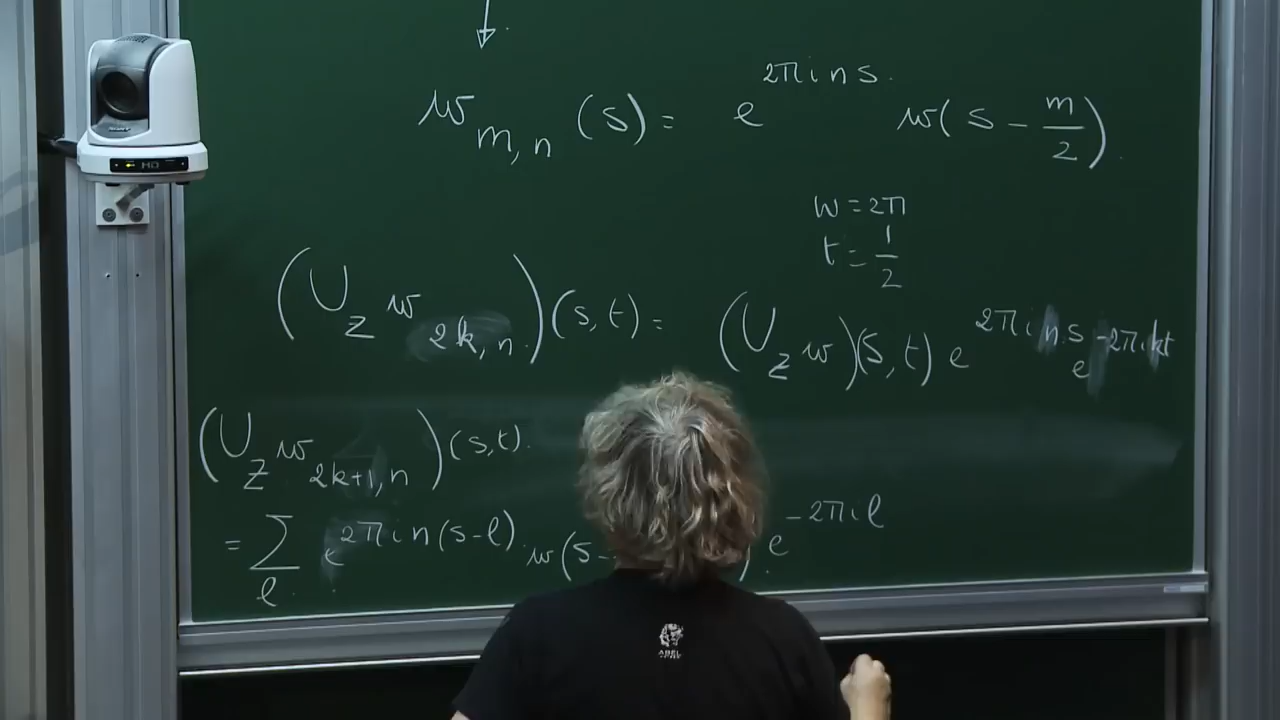 w_{m,n}(s) = e^{2πins} w(s - m/2).
w = 2π
t = 1/2
(U_Z w_{2k,n})(s,t) = (U_Z w)(s,t) e^{2πins} e^{-2πikt}
(U_Z w_{2k+1,n})(s,t).
= Σ_l e^{2πin(s-l)} w(s- ). e^{-2πil}
ABEL